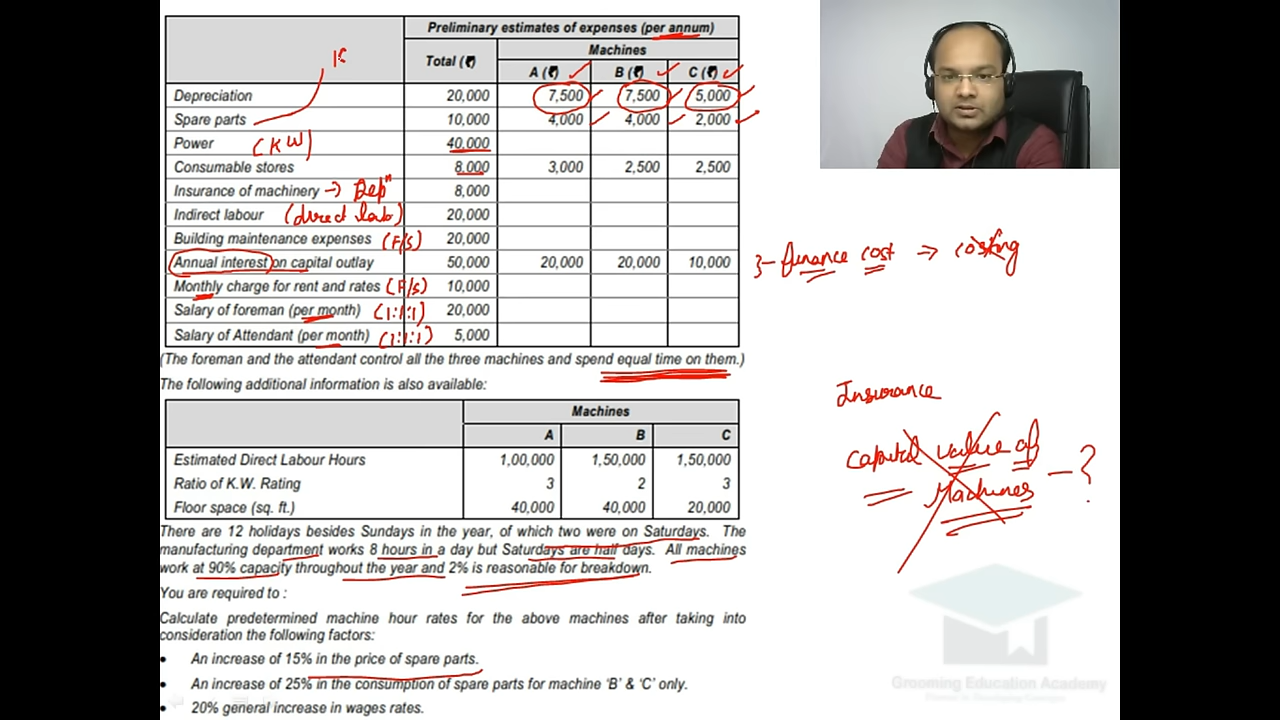 Preliminary estimates of expenses (per annum)
Total (₹) Machines
A (₹) B (₹) C (₹)
Depreciation 20,000 7,500 7,500 5,000
Spare parts 10,000 4,000 4,000 2,000
Power (KW) 40,000
Consumable stores 8,000 3,000 2,500 2,500
Insurance of machinery → Depn 8,000
Indirect labour (direct lab) 20,000
Building maintenance expenses (F/S) 20,000
Annual interest on capital outlay 50,000 20,000 20,000 10,000 }- finance cost ⇒ costing
Monthly charge for rent and rates (F/S) 10,000
Salary of foreman (per month) (1:1:1) 20,000
Salary of Attendant (per month) (1:1:1) 5,000
(The foreman and the attendant control all the three machines and spend equal time on them.)
The following additional information is also available:
Machines
A B C
Estimated Direct Labour Hours 1,00,000 1,50,000 1,50,000
Ratio of K.W. Rating 3 2 3
Floor space (sq. ft.) 40,000 40,000 20,000
Insurance
capital value of
Machines - ?
There are 12 holidays besides Sundays in the year, of which two were on Saturdays. The
manufacturing department works 8 hours in a day but Saturdays are half days. All machines
work at 90% capacity throughout the year and 2% is reasonable for breakdown.
You are required to :
Calculate predetermined machine hour rates for the above machines after taking into
consideration the following factors:
• An increase of 15% in the price of spare parts.
• An increase of 25% in the consumption of spare parts for machine 'B' & 'C' only.
• 20% general increase in wages rates.
Grooming Education Academy